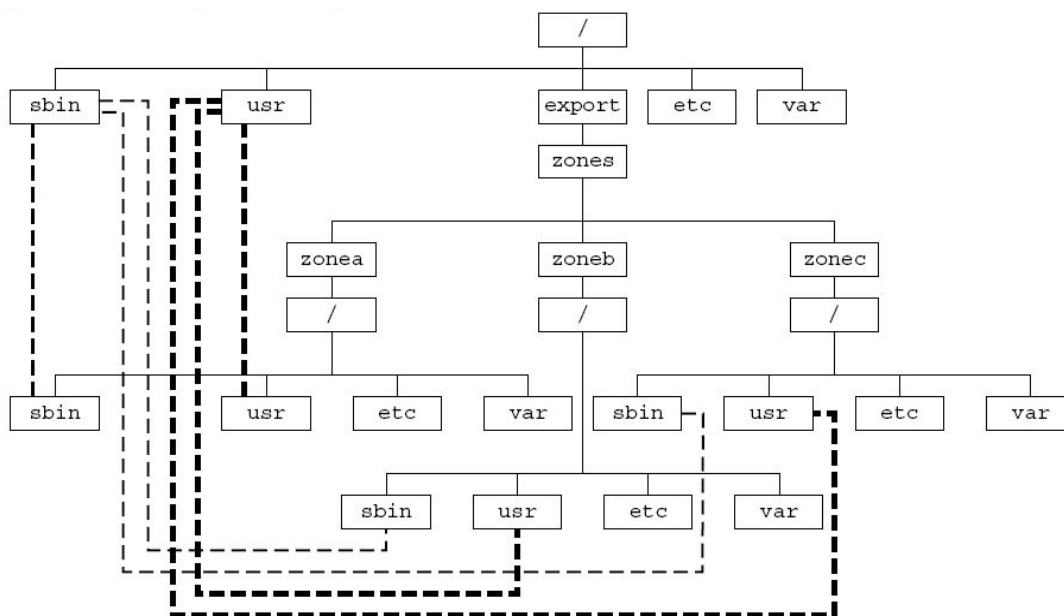 /
sbin usr export etc var
zones
zonea zoneb zonec
/ / /
sbin usr etc var sbin usr etc var
sbin usr etc var